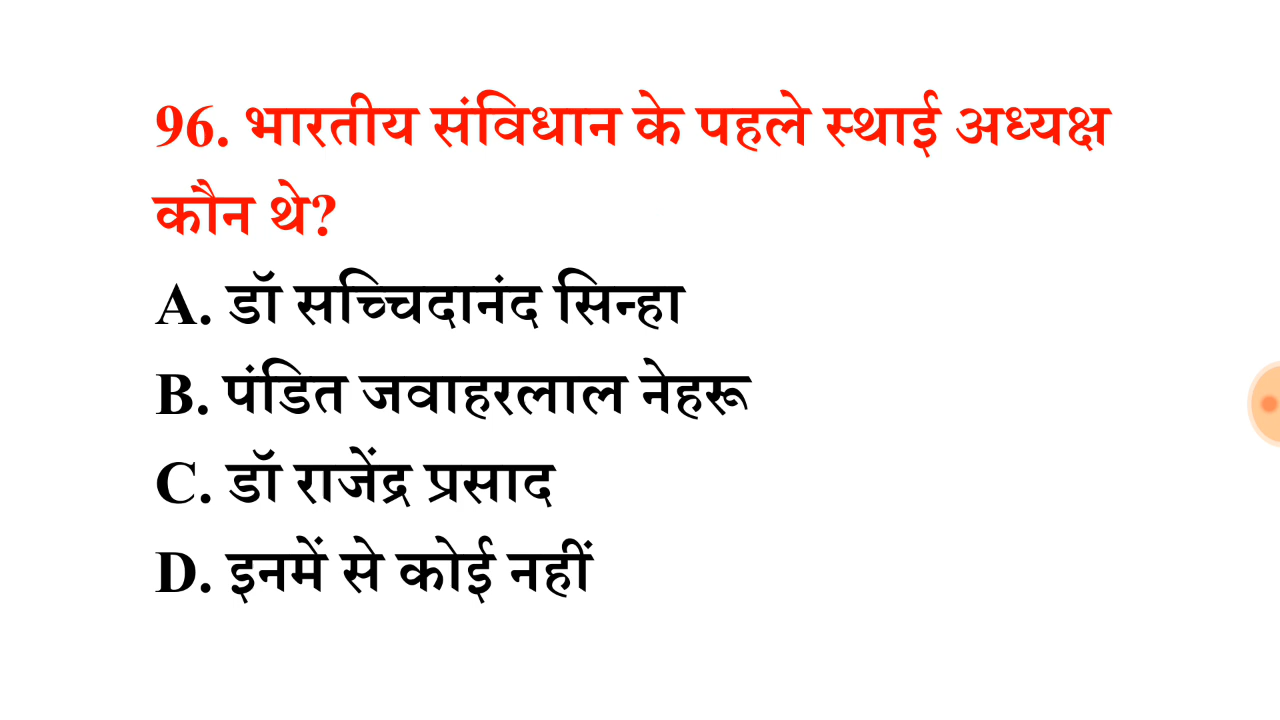 96. भारतीय संविधान के पहले स्थाई अध्यक्ष
कौन थे?
A. डॉ सच्चिदानंद सिन्हा
B. पंडित जवाहरलाल नेहरू
C. डॉ राजेंद्र प्रसाद
D. इनमें से कोई नहीं